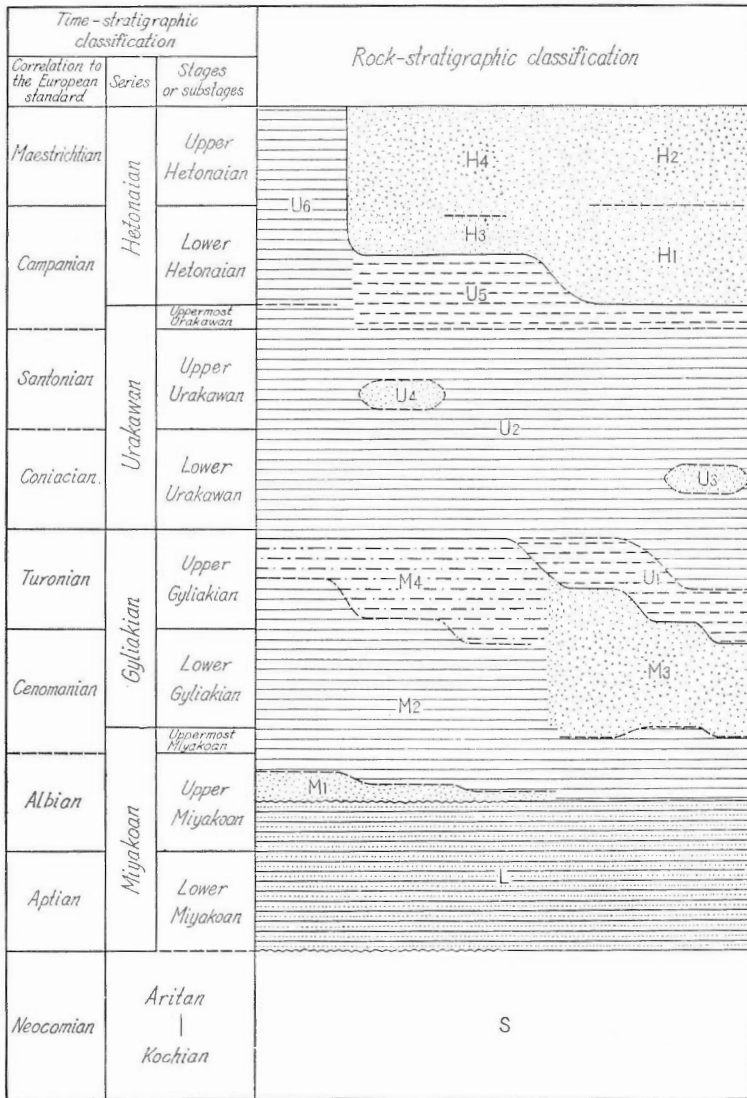 Time-stratigraphic
classification
Rock-stratigraphic classification
Correlation to
the European
standard
Series
Stages
or substages
Maestrichtian
Campanian
Santonian
Coniacian.
Turonian
Cenomanian
Albian
Aptian
Neocomian
Hetonaian
Urakawan
Gyliakian
Miyakoan
Aritan
|
Kochian
Upper
Hetonaian
Lower
Hetonaian
Uppermost
Urakawan
Upper
Urakawan
Lower
Urakawan
Upper
Gyliakian
Lower
Gyliakian
Uppermost
Miyakoan
Upper
Miyakoan
Lower
Miyakoan
H4
H2
U6
H3
H1
U5
U4
U2
U3
M4
U1
M3
M2
M1
L
S